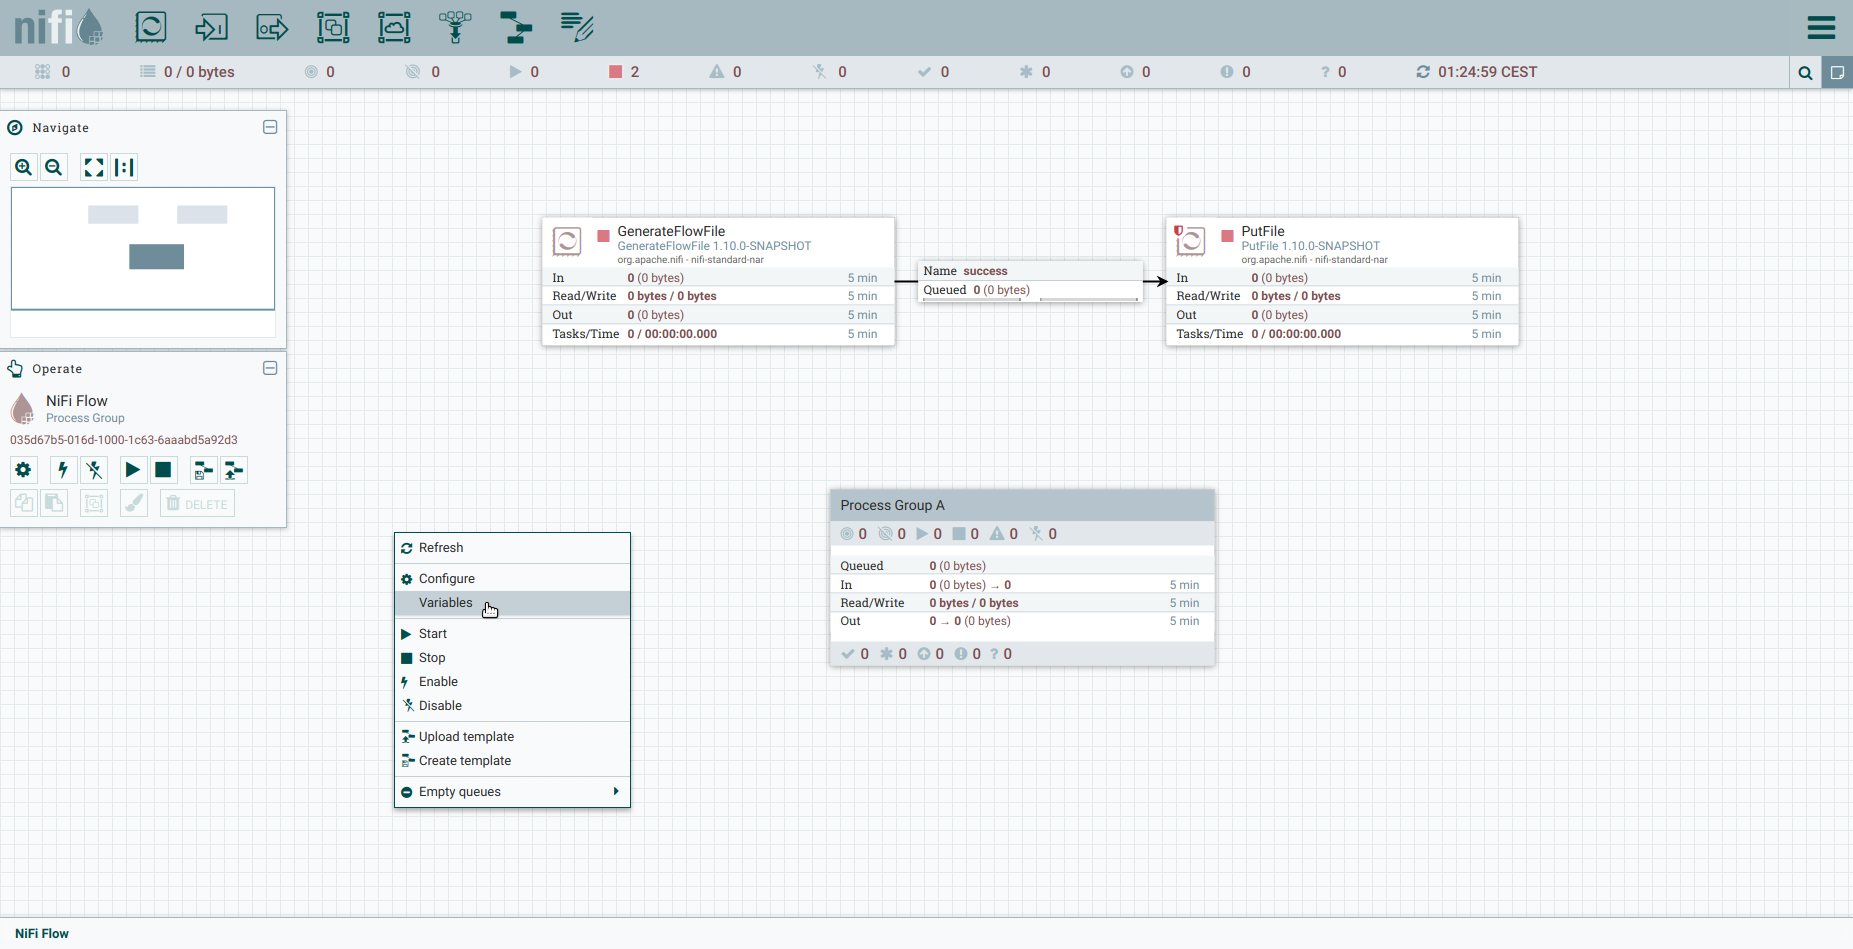 nifi
0
0 / 0 bytes
0
0
0
2
0
0
0
0
0
0
? 0
01:24:59 CEST
Navigate
Operate
NiFi Flow
Process Group
035d67b5-016d-1000-1c63-6aaabd5a92d3
DELETE
GenerateFlowFile
GenerateFlowFile 1.10.0-SNAPSHOT
org.apache.nifi - nifi-standard-nar
In 0 (0 bytes) 5 min
Read/Write 0 bytes / 0 bytes 5 min
Out 0 (0 bytes) 5 min
Tasks/Time 0 / 00:00:00.000 5 min
Name success
Queued 0 (0 bytes)
PutFile
PutFile 1.10.0-SNAPSHOT
org.apache.nifi - nifi-standard-nar
In 0 (0 bytes) 5 min
Read/Write 0 bytes / 0 bytes 5 min
Out 0 (0 bytes) 5 min
Tasks/Time 0 / 00:00:00.000 5 min
Process Group A
0 0 0 0 0 0
Queued 0 (0 bytes)
In 0 (0 bytes) → 0 5 min
Read/Write 0 bytes / 0 bytes 5 min
Out 0 → 0 (0 bytes) 5 min
0 0 0 0 ? 0
Refresh
Configure
Variables
Start
Stop
Enable
Disable
Upload template
Create template
Empty queues
NiFi Flow